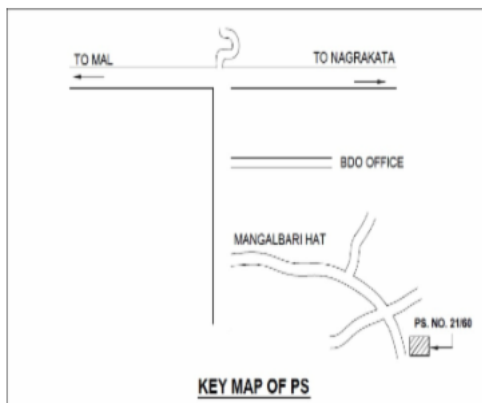 TO MAL
TO NAGRAKATA
BDO OFFICE
MANGALBARI HAT
PS. NO. 21/60
KEY MAP OF PS